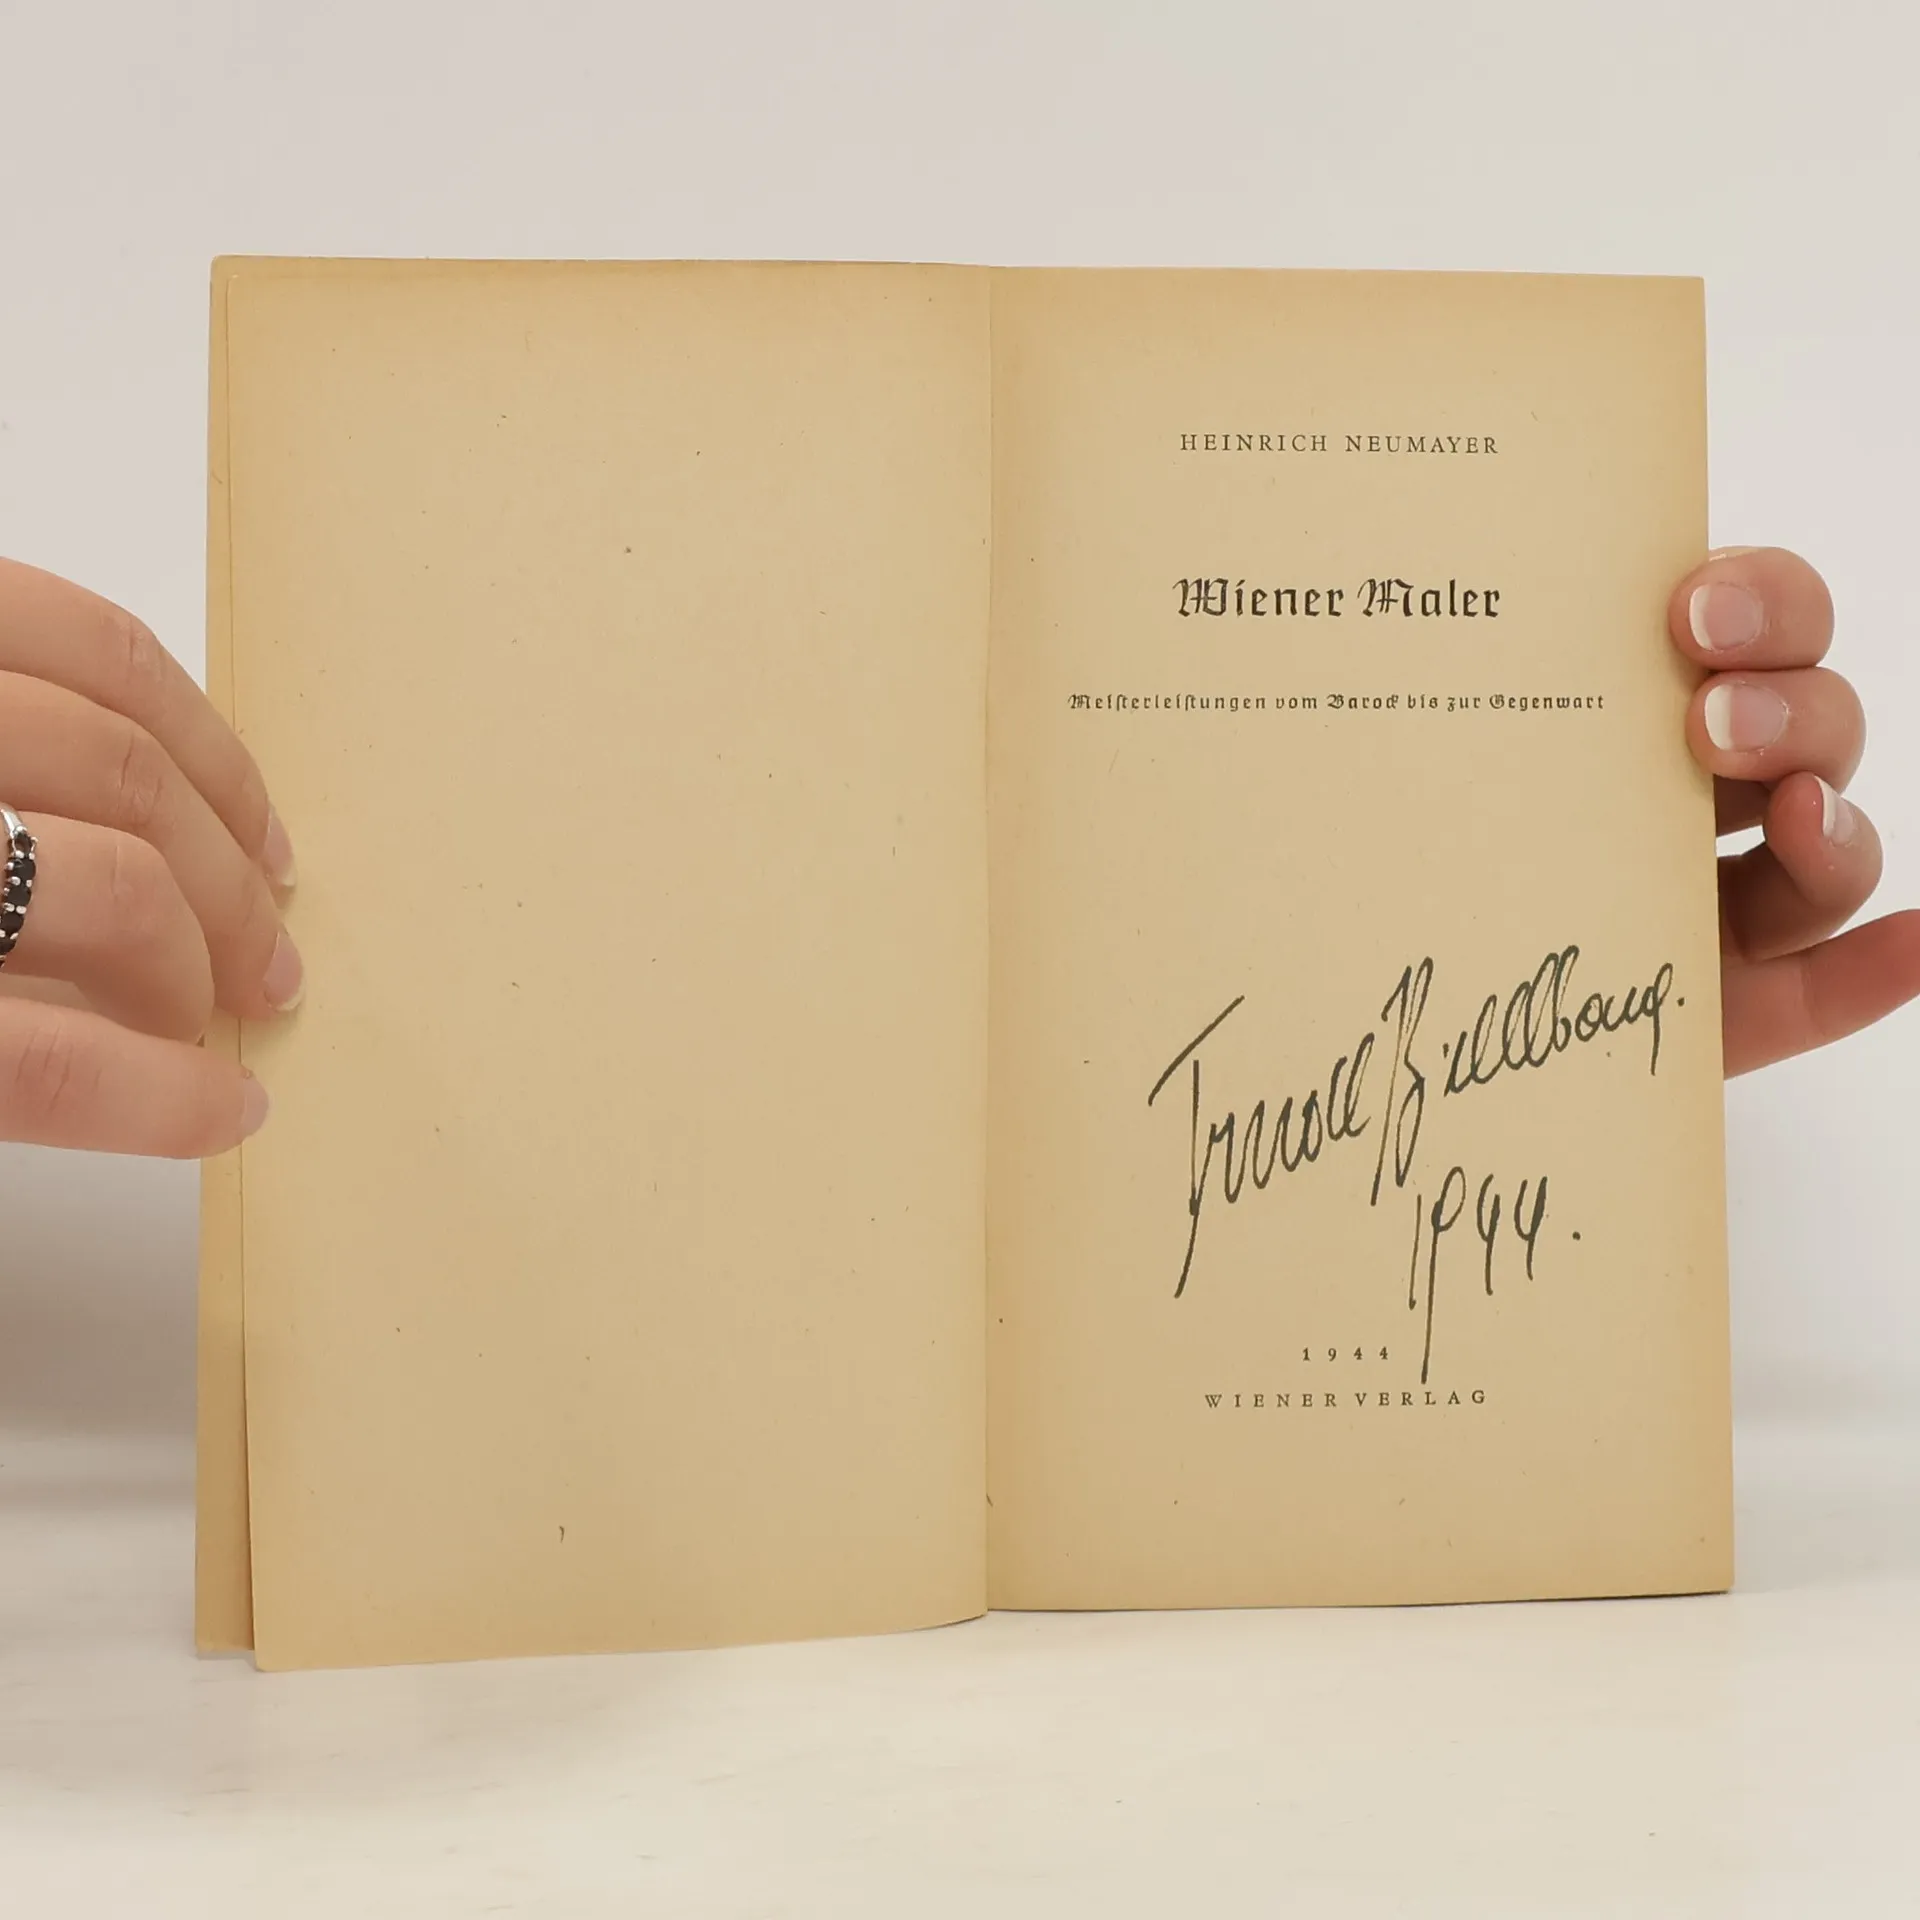 HEINRICH NEUMAYER
Wiener Maler
Meisterleistungen vom Barock bis zur Gegenwart
1944.
1944
WIENER VERLAG